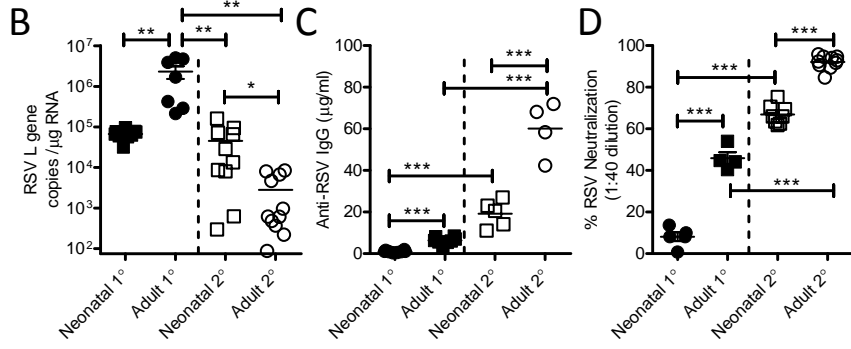 B
**
**
**
*
10⁷
10⁶
10⁵
10⁴
10³
10²
RSV L gene
copies /µg RNA
Neonatal 1°
Adult 1°
Neonatal 2°
Adult 2°
C
***
***
***
***
100
80
60
40
20
0
Anti-RSV IgG (µg/ml)
Neonatal 1°
Adult 1°
Neonatal 2°
Adult 2°
D
***
***
***
***
100
80
60
40
20
0
% RSV Neutralization
(1:40 dilution)
Neonatal 1°
Adult 1°
Neonatal 2°
Adult 2°